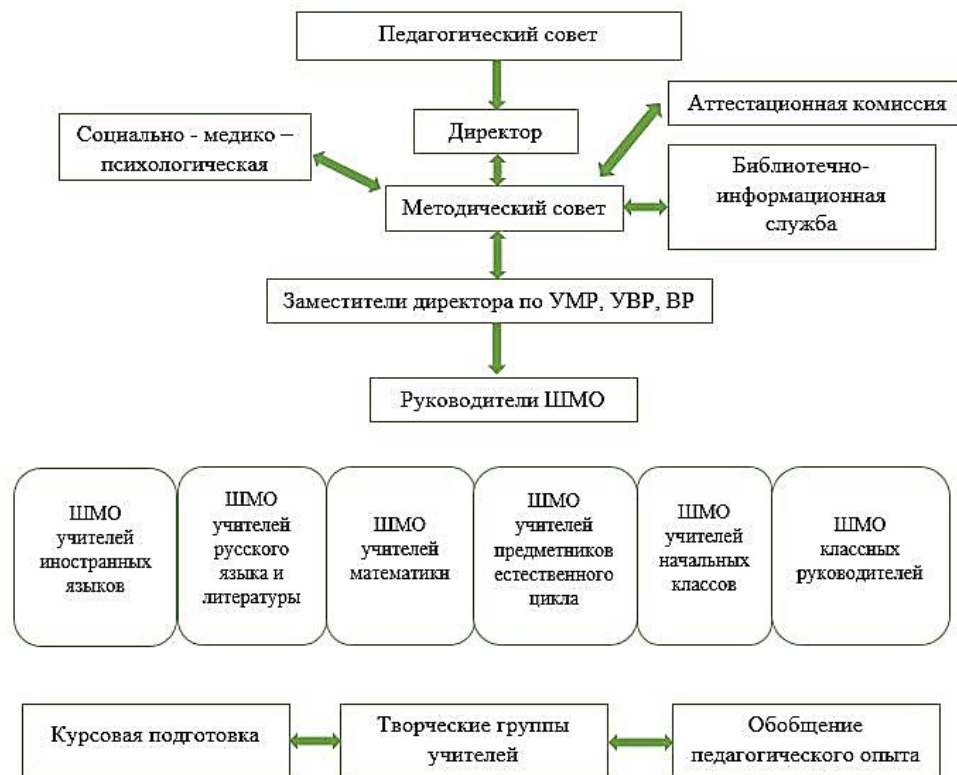 Педагогический совет
Аттестационная комиссия
Социально - медико –
психологическая
Директор
Библиотечно-
информационная
служба
Методический совет
Заместители директора по УМР, УВР, ВР
Руководители ШМО
ШМО
учителей
иностранных
языков
ШМО
учителей
русского
языка и
литературы
ШМО
учителей
математики
ШМО
учителей
предметников
естественного
цикла
ШМО
учителей
начальных
классов
ШМО
классных
руководителей
Курсовая подготовка
Творческие группы
учителей
Обобщение
педагогического опыта